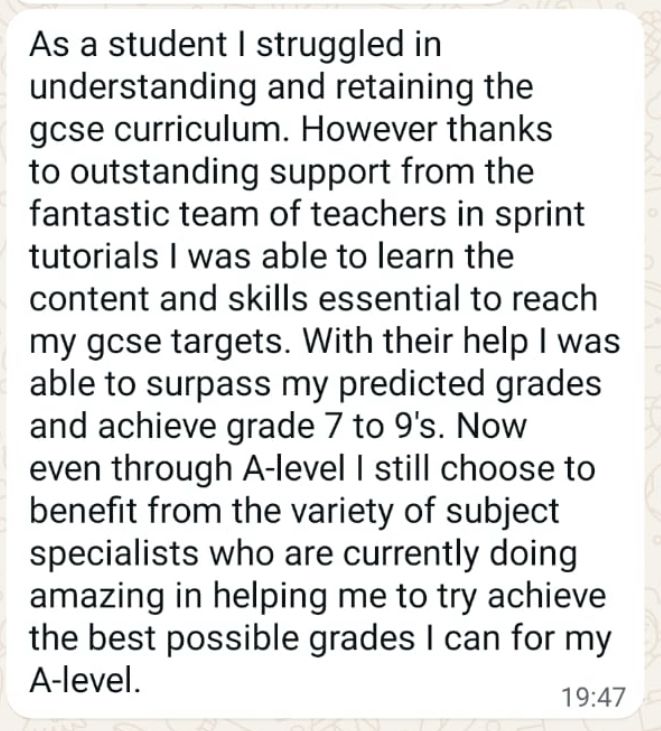 As a student I struggled in
understanding and retaining the
gcse curriculum. However thanks
to outstanding support from the
fantastic team of teachers in sprint
tutorials I was able to learn the
content and skills essential to reach
my gcse targets. With their help I was
able to surpass my predicted grades
and achieve grade 7 to 9's. Now
even through A-level I still choose to
benefit from the variety of subject
specialists who are currently doing
amazing in helping me to try achieve
the best possible grades I can for my
A-level.
19:47